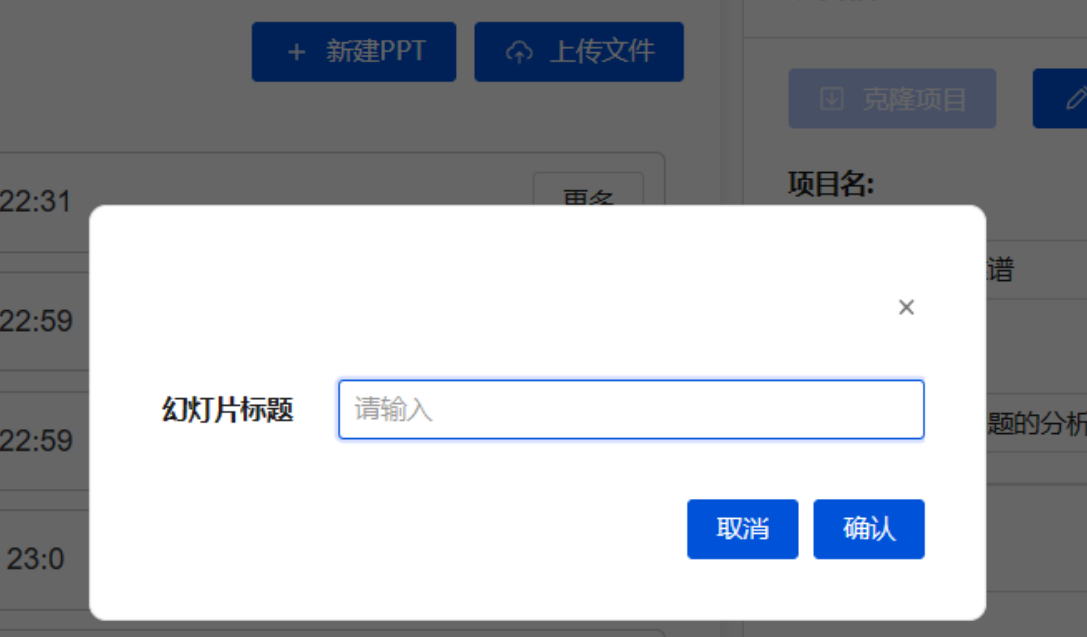 新建PPT
上传文件
克隆项目
22:31
更多
项目名:
谱
22:59
幻灯片标题
请输入
题的分析
22:59
取消
确认
23:0